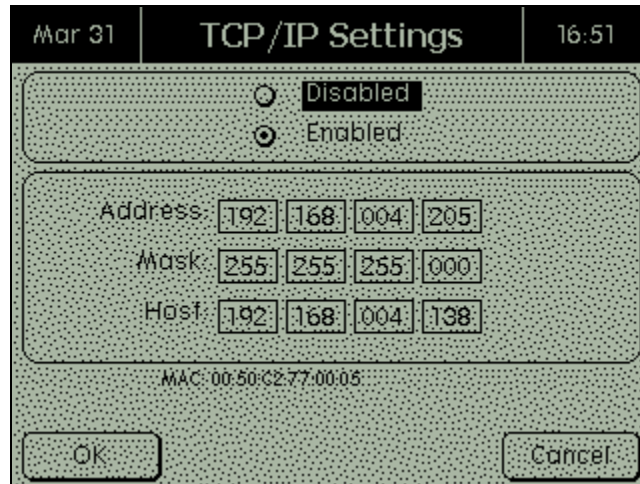 Mar 31 TCP/IP Settings 16:51
Disabled
Enabled
Address: 192 168 004 205
Mask: 255 255 255 000
Host: 192 168 004 138
MAC: 00:50:C2:77:00:05
OK Cancel